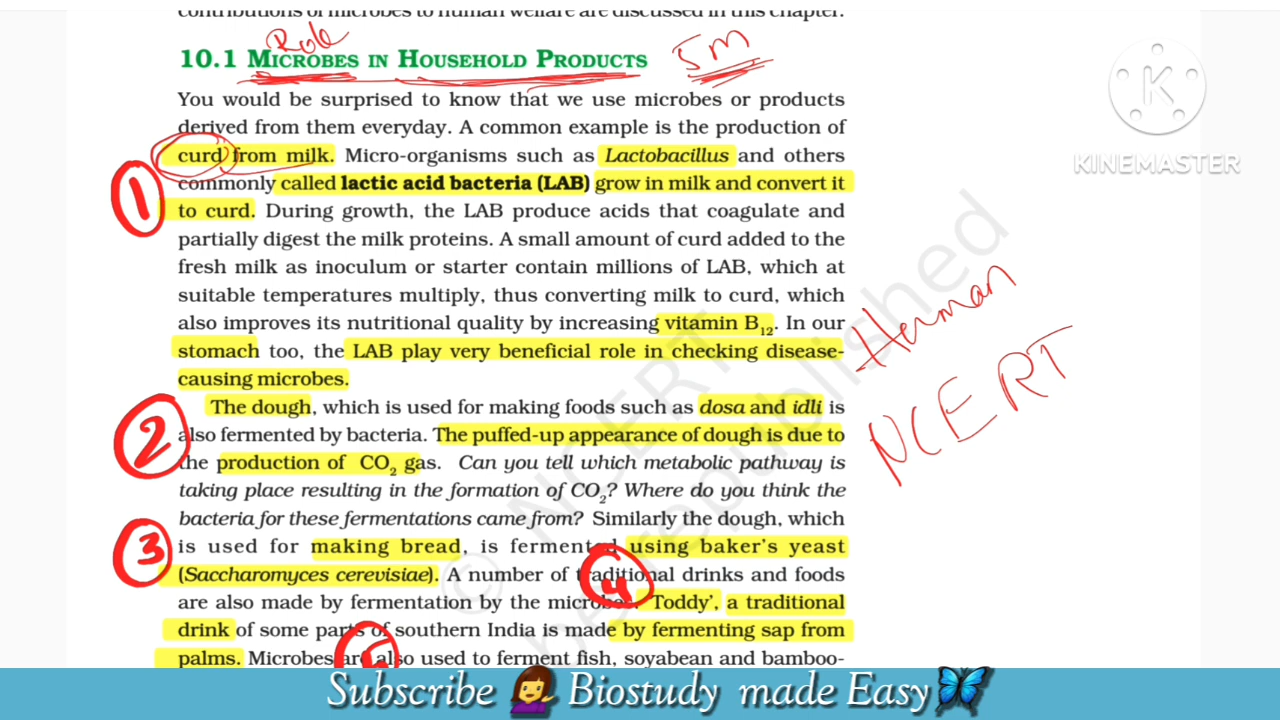 contributions of microbes to human welfare are discussed in this chapter.
Role
10.1 MICROBES IN HOUSEHOLD PRODUCTS
5m
You would be surprised to know that we use microbes or products
derived from them everyday. A common example is the production of
curd from milk. Micro-organisms such as Lactobacillus and others
commonly called lactic acid bacteria (LAB) grow in milk and convert it
to curd. During growth, the LAB produce acids that coagulate and
partially digest the milk proteins. A small amount of curd added to the
fresh milk as inoculum or starter contain millions of LAB, which at
suitable temperatures multiply, thus converting milk to curd, which
also improves its nutritional quality by increasing vitamin B12. In our
stomach too, the LAB play very beneficial role in checking disease-
causing microbes.
The dough, which is used for making foods such as dosa and idli is
also fermented by bacteria. The puffed-up appearance of dough is due to
the production of CO2 gas. Can you tell which metabolic pathway is
taking place resulting in the formation of CO2? Where do you think the
bacteria for these fermentations came from? Similarly the dough, which
is used for making bread, is fermented using baker's yeast
(Saccharomyces cerevisiae). A number of traditional drinks and foods
are also made by fermentation by the microbes. 'Toddy', a traditional
drink of some parts of southern India is made by fermenting sap from
palms. Microbes are also used to ferment fish, soyabean and bamboo-
1
2
3
4
Herman
NCERT
K
KINEMASTER
© NCERT
be republished
Subscribe Biostudy made Easy